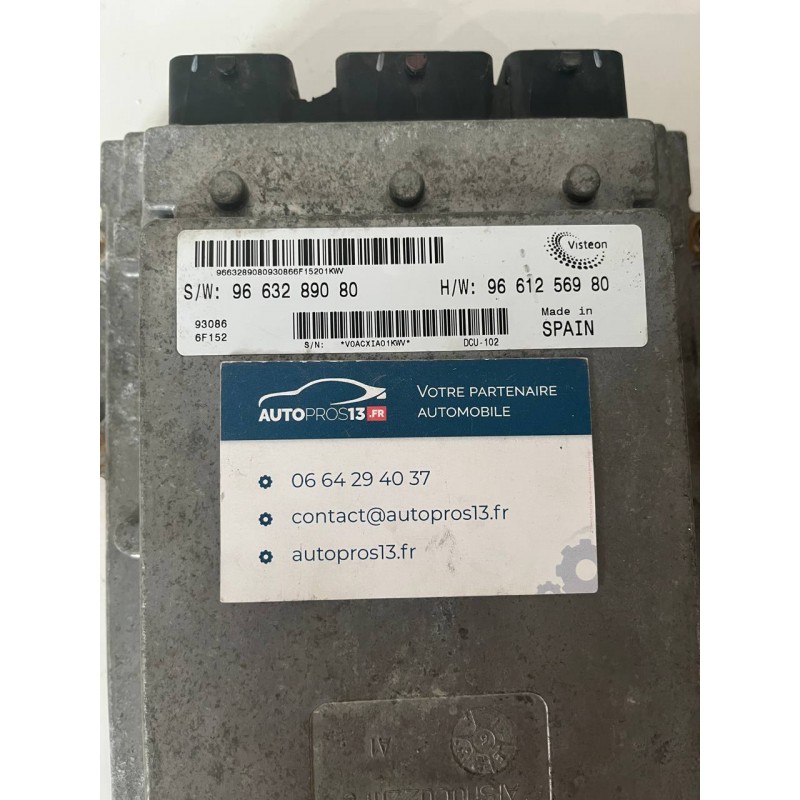 9663289080930866F15201KWV
Visteon
S/W: 96 632 890 80
H/W: 96 612 569 80
93086
6F152
S/N: *V0ACXIA01KWV*
DCU-102
Made in
SPAIN
AUTOPROS13.FR
VOTRE PARTENAIRE
AUTOMOBILE
06 64 29 40 37
contact@autopros13.fr
autopros13.fr
A1